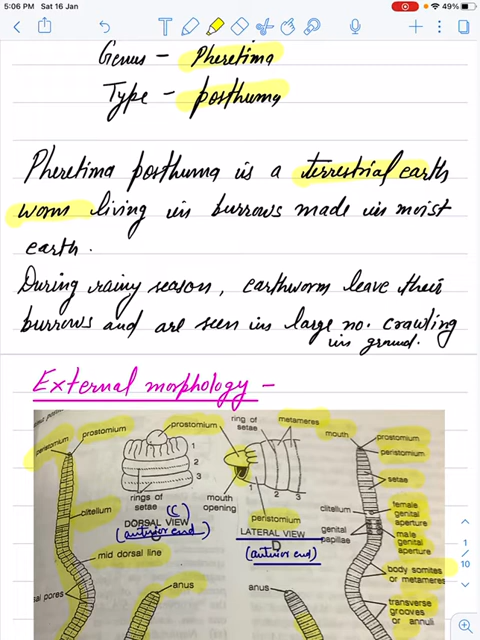 5:06 PM Sat 16 Jan
49%
Genus - Pheretima
Type - posthuma
Pheretima posthuma is a terrestrial earth
worm living in burrows made in moist
earth.
During rainy season, earthworm leave their
burrows and are seen in large no. crawling
in ground.
External morphology -
peristomium
prostomium
clitellum
mid dorsal line
pores
anus
prostomium
1
2
3
rings of
setae
(C)
DORSAL VIEW
(anterior end)
ring of
setae
metameres
mouth
opening
1
2
3
peristomium
LATERAL VIEW
D
(anterior end)
mouth
prostomium
peristomium
setae
clitellum
female
genital
aperture
genital
papillae
male
genital
aperture
body somites
or metameres
transverse
grooves
or annuli
anus
1
10